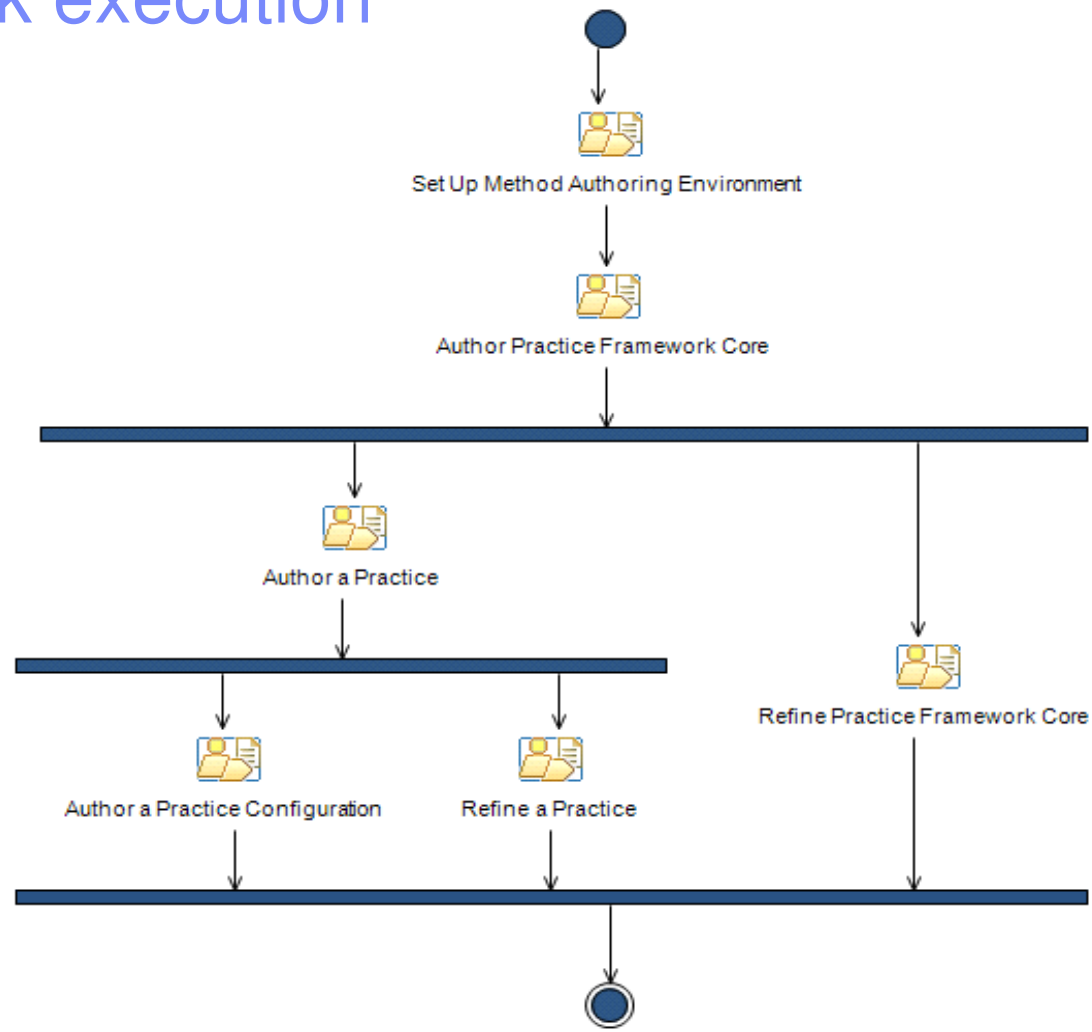 k execution
Set Up Method Authoring Environment
Author Practice Framework Core
Author a Practice
Refine Practice Framework Core
Author a Practice Configuration
Refine a Practice